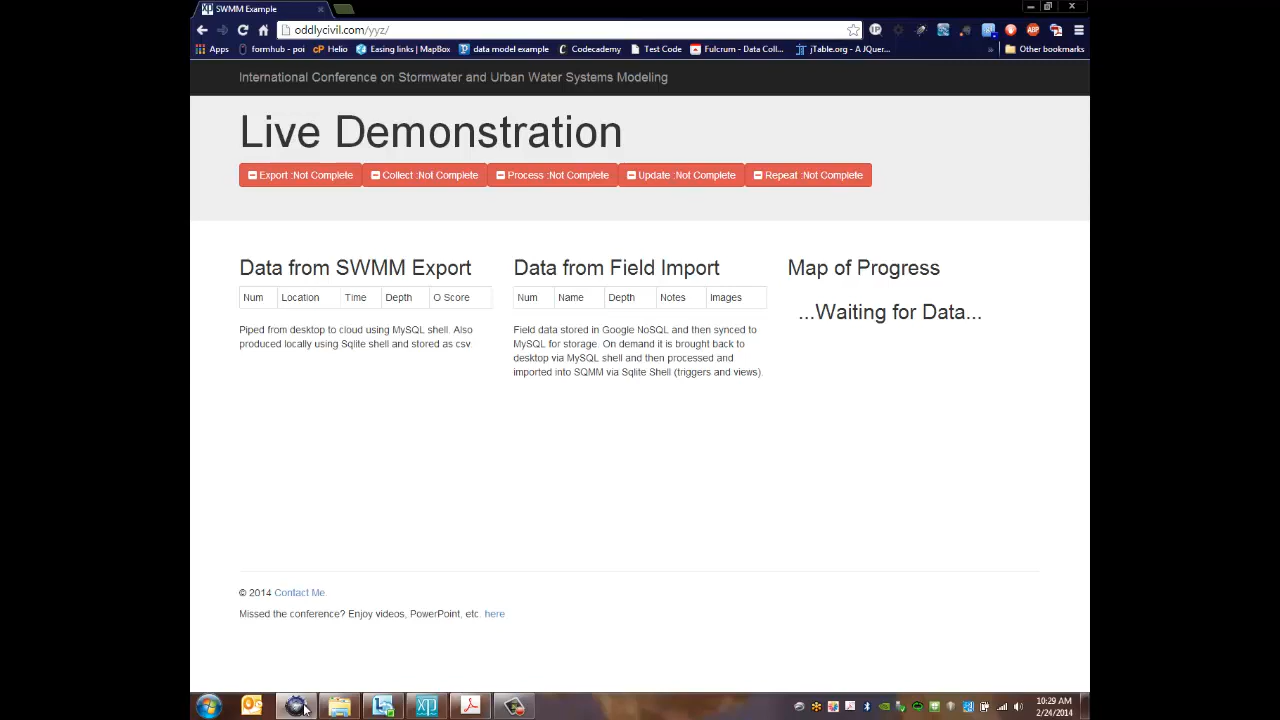 SWMM Example
oddlycivil.com/yyz/
Apps formhub - poi Helio Easing links | MapBox data model example Codecademy Test Code Fulcrum - Data Coll... jTable.org - A JQuer... » Other bookmarks
International Conference on Stormwater and Urban Water Systems Modeling
Live Demonstration
Export :Not Complete Collect :Not Complete Process :Not Complete Update :Not Complete Repeat :Not Complete
Data from SWMM Export
Num Location Time Depth O Score
Piped from desktop to cloud using MySQL shell. Also
produced locally using Sqlite shell and stored as csv.
Data from Field Import
Num Name Depth Notes Images
Field data stored in Google NoSQL and then synced to
MySQL for storage. On demand it is brought back to
desktop via MySQL shell and then processed and
imported into SQMM via Sqlite Shell (triggers and views).
Map of Progress
...Waiting for Data...
© 2014 Contact Me.
Missed the conference? Enjoy videos, PowerPoint, etc. here
10:29 AM
2/24/2014